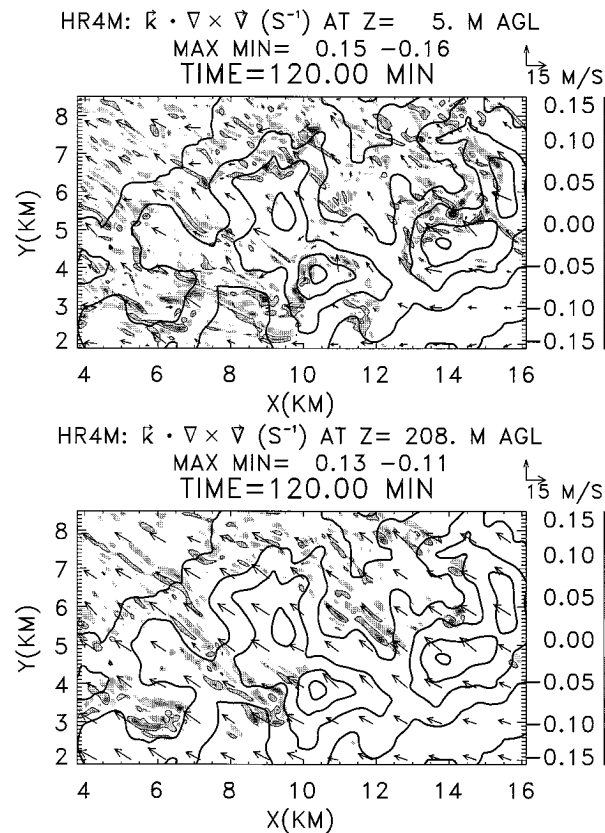 HR4M: k⃗ · ∇ × v⃗ (S⁻¹) AT Z= 5. M AGL
MAX MIN= 0.15 −0.16
TIME=120.00 MIN
15 M/S
8
7
6
5
4
3
2
Y(KM)
0.15
0.10
0.05
0.00
−0.05
−0.10
−0.15
4 6 8 10 12 14 16
X(KM)
HR4M: k⃗ · ∇ × v⃗ (S⁻¹) AT Z= 208. M AGL
MAX MIN= 0.13 −0.11
TIME=120.00 MIN
15 M/S
8
7
6
5
4
3
2
Y(KM)
0.15
0.10
0.05
0.00
−0.05
−0.10
−0.15
4 6 8 10 12 14 16
X(KM)